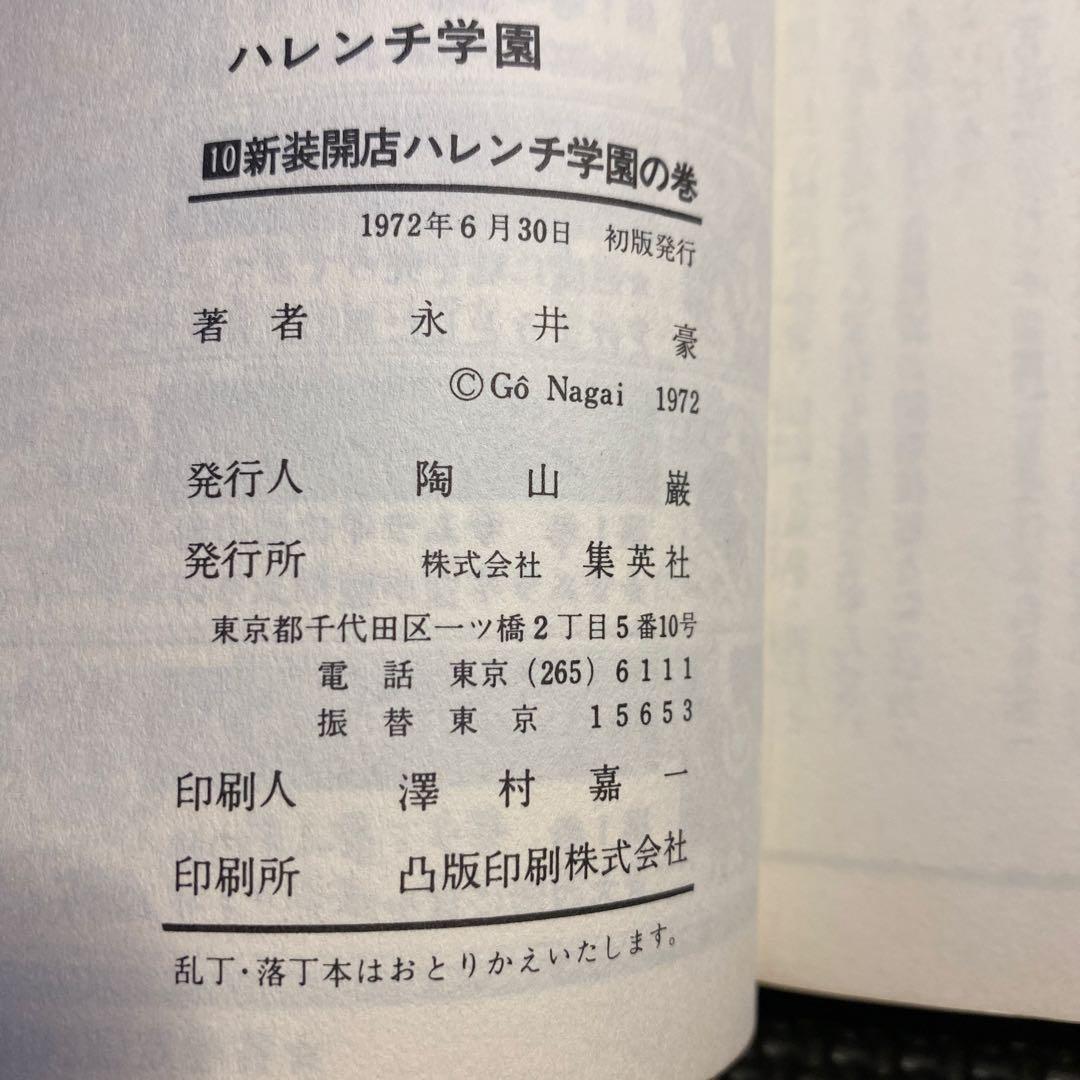 ハレンチ学園
10新装開店ハレンチ学園の巻
1972年6月30日 初版発行
著者 永井豪
©Gô Nagai 1972
発行人 陶山巌
発行所 株式会社 集英社
東京都千代田区一ツ橋2丁目5番10号
電話 東京(265)6111
振替東京 15653
印刷人 澤村嘉一
印刷所 凸版印刷株式会社
乱丁・落丁本はおとりかえいたします。